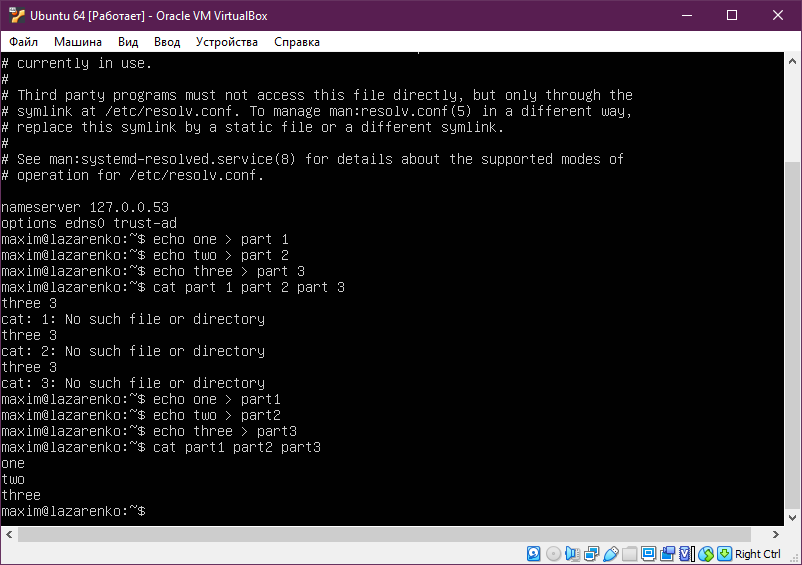 Ubuntu 64 [Работает] - Oracle VM VirtualBox
Файл Машина Вид Ввод Устройства Справка
# currently in use.
#
# Third party programs must not access this file directly, but only through the
# symlink at /etc/resolv.conf. To manage man:resolv.conf(5) in a different way,
# replace this symlink by a static file or a different symlink.
#
# See man:systemd-resolved.service(8) for details about the supported modes of
# operation for /etc/resolv.conf.
nameserver 127.0.0.53
options edns0 trust-ad
maxim@lazarenko:~$ echo one > part 1
maxim@lazarenko:~$ echo two > part 2
maxim@lazarenko:~$ echo three > part 3
maxim@lazarenko:~$ cat part 1 part 2 part 3
three 3
cat: 1: No such file or directory
three 3
cat: 2: No such file or directory
three 3
cat: 3: No such file or directory
maxim@lazarenko:~$ echo one > part1
maxim@lazarenko:~$ echo two > part2
maxim@lazarenko:~$ echo three > part3
maxim@lazarenko:~$ cat part1 part2 part3
one
two
three
maxim@lazarenko:~$
Right Ctrl